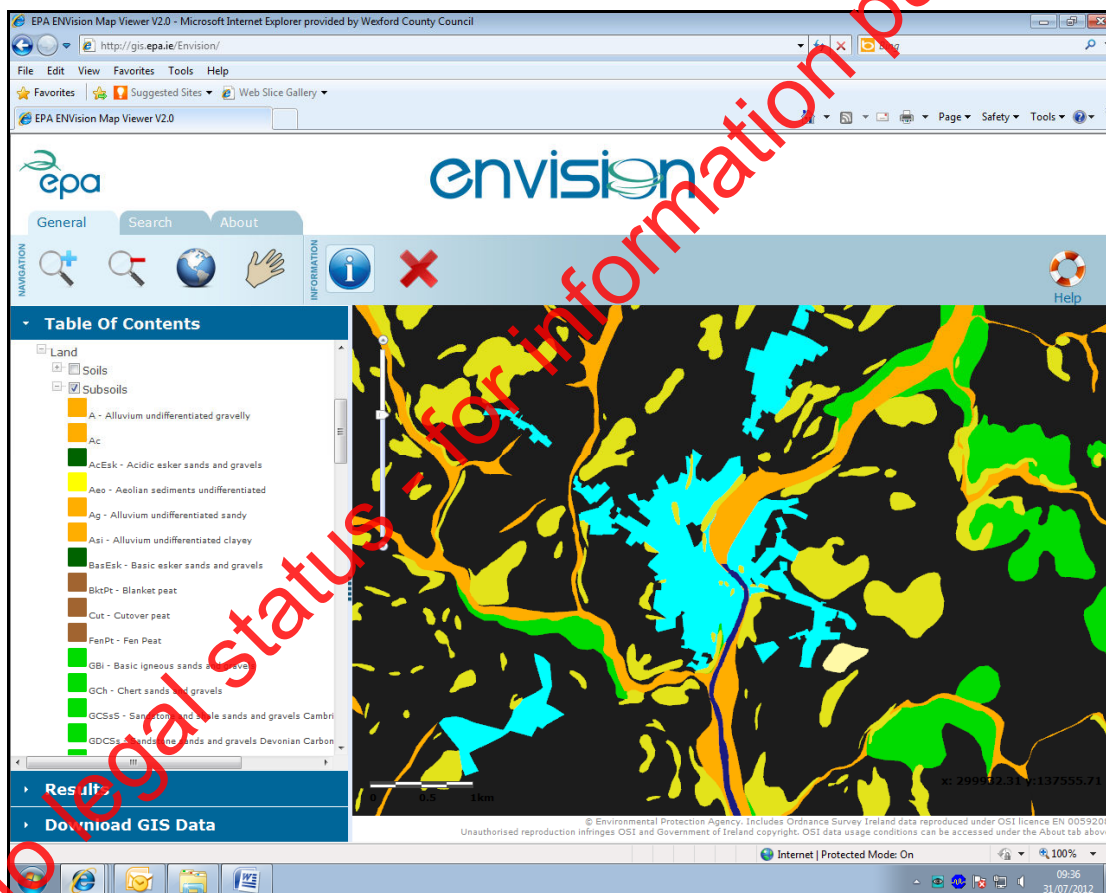 EPA ENVision Map Viewer V2.0 - Microsoft Internet Explorer provided by Wexford County Council
http://gis.epa.ie/Envision/
Bing
File Edit View Favorites Tools Help
Favorites Suggested Sites Web Slice Gallery
EPA ENVision Map Viewer V2.0
Page Safety Tools
epa
envision
General Search About
NAVIGATION
INFORMATION
Help
Table Of Contents
Land
Soils
Subsoils
A - Alluvium undifferentiated gravelly
Ac
AcEsk - Acidic esker sands and gravels
Aeo - Aeolian sediments undifferentiated
Ag - Alluvium undifferentiated sandy
Asi - Alluvium undifferentiated clayey
BasEsk - Basic esker sands and gravels
BktPt - Blanket peat
Cut - Cutover peat
FenPt - Fen Peat
GBi - Basic igneous sands and gravels
GCh - Chert sands and gravels
GCSsS - Sandstone and shale sands and gravels Cambri
GDCSs - Sandstone sands and gravels Devonian Carbon
Results
Download GIS Data
0 0.5 1km
x: 299932.31 y:137555.71
© Environmental Protection Agency. Includes Ordnance Survey Ireland data reproduced under OSI licence EN 0059208
Unauthorised reproduction infringes OSI and Government of Ireland copyright. OSI data usage conditions can be accessed under the About tab above
Internet | Protected Mode: On
100%
09:36
31/07/2012
no legal status - for information pu